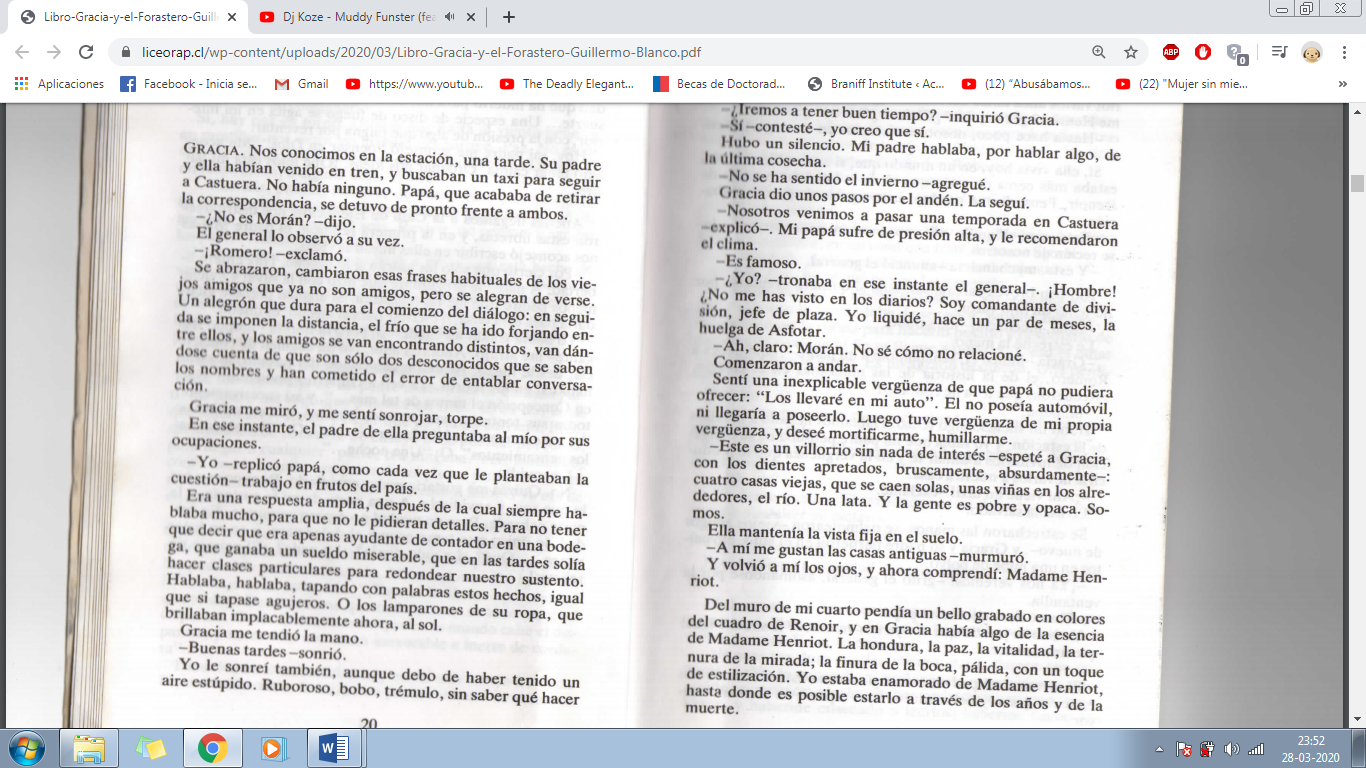 Libro-Gracia-y-el-Forastero-Guille
Dj Koze - Muddy Funster (fea
liceorap.cl/wp-content/uploads/2020/03/Libro-Gracia-y-el-Forastero-Guillermo-Blanco.pdf
ABP
0
Aplicaciones
Facebook - Inicia se...
Gmail
https://www.youtub...
The Deadly Elegant...
Becas de Doctorad...
Braniff Institute ‹ Ac...
(12) “Abusábamos...
(22) "Mujer sin mie...
»
GRACIA. Nos conocimos en la estación, una tarde. Su padre
y ella habían venido en tren, y buscaban un taxi para seguir
a Castuera. No había ninguno. Papá, que acababa de retirar
la correspondencia, se detuvo de pronto frente a ambos.
–¿No es Morán? –dijo.
El general lo observó a su vez.
–¡Romero! –exclamó.
Se abrazaron, cambiaron esas frases habituales de los vie-
jos amigos que ya no son amigos, pero se alegran de verse.
Un alegrón que dura para el comienzo del diálogo: en segui-
da se imponen la distancia, el frío que se ha ido forjando en-
tre ellos, y los amigos se van encontrando distintos, van dán-
dose cuenta de que son sólo dos desconocidos que se saben
los nombres y han cometido el error de entablar conversa-
ción.
Gracia me miró, y me sentí sonrojar, torpe.
En ese instante, el padre de ella preguntaba al mío por sus
ocupaciones.
–Yo –replicó papá, como cada vez que le planteaban la
cuestión– trabajo en frutos del país.
Era una respuesta amplia, después de la cual siempre ha-
blaba mucho, para que no le pidieran detalles. Para no tener
que decir que era apenas ayudante de contador en una bode-
ga, que ganaba un sueldo miserable, que en las tardes solía
hacer clases particulares para redondear nuestro sustento.
Hablaba, hablaba, tapando con palabras estos hechos, igual
que si tapase agujeros. O los lamparones de su ropa, que
brillaban implacablemente ahora, al sol.
Gracia me tendió la mano.
–Buenas tardes –sonrió.
Yo le sonreí también, aunque debo de haber tenido un
aire estúpido. Ruboroso, bobo, trémulo, sin saber qué hacer
20
–¿Iremos a tener buen tiempo? –inquirió Gracia.
–Sí –contesté–, yo creo que sí.
Hubo un silencio. Mi padre hablaba, por hablar algo, de
la última cosecha.
–No se ha sentido el invierno –agregué.
Gracia dio unos pasos por el andén. La seguí.
–Nosotros venimos a pasar una temporada en Castuera
–explicó–. Mi papá sufre de presión alta, y le recomendaron
el clima.
–Es famoso.
–¿Yo? –tronaba en ese instante el general–. ¡Hombre!
¿No me has visto en los diarios? Soy comandante de divi-
sión, jefe de plaza. Yo liquidé, hace un par de meses, la
huelga de Asfotar.
–Ah, claro: Morán. No sé cómo no relacioné.
Comenzaron a andar.
Sentí una inexplicable vergüenza de que papá no pudiera
ofrecer: “Los llevaré en mi auto”. El no poseía automóvil,
ni llegaría a poseerlo. Luego tuve vergüenza de mi propia
vergüenza, y deseé mortificarme, humillarme.
–Este es un villorrio sin nada de interés –espeté a Gracia,
con los dientes apretados, bruscamente, absurdamente–:
cuatro casas viejas, que se caen solas, unas viñas en los alre-
dedores, el río. Una lata. Y la gente es pobre y opaca. So-
mos.
Ella mantenía la vista fija en el suelo.
–A mí me gustan las casas antiguas –murmuró.
Y volvió a mí los ojos, y ahora comprendí: Madame Hen-
riot.
Del muro de mi cuarto pendía un bello grabado en colores
del cuadro de Renoir, y en Gracia había algo de la esencia
de Madame Henriot. La hondura, la paz, la vitalidad, la ter-
nura de la mirada; la finura de la boca, pálida, con un toque
de estilización. Yo estaba enamorado de Madame Henriot,
hasta donde es posible estarlo a través de los años y de la
muerte.
23:52
28-03-2020